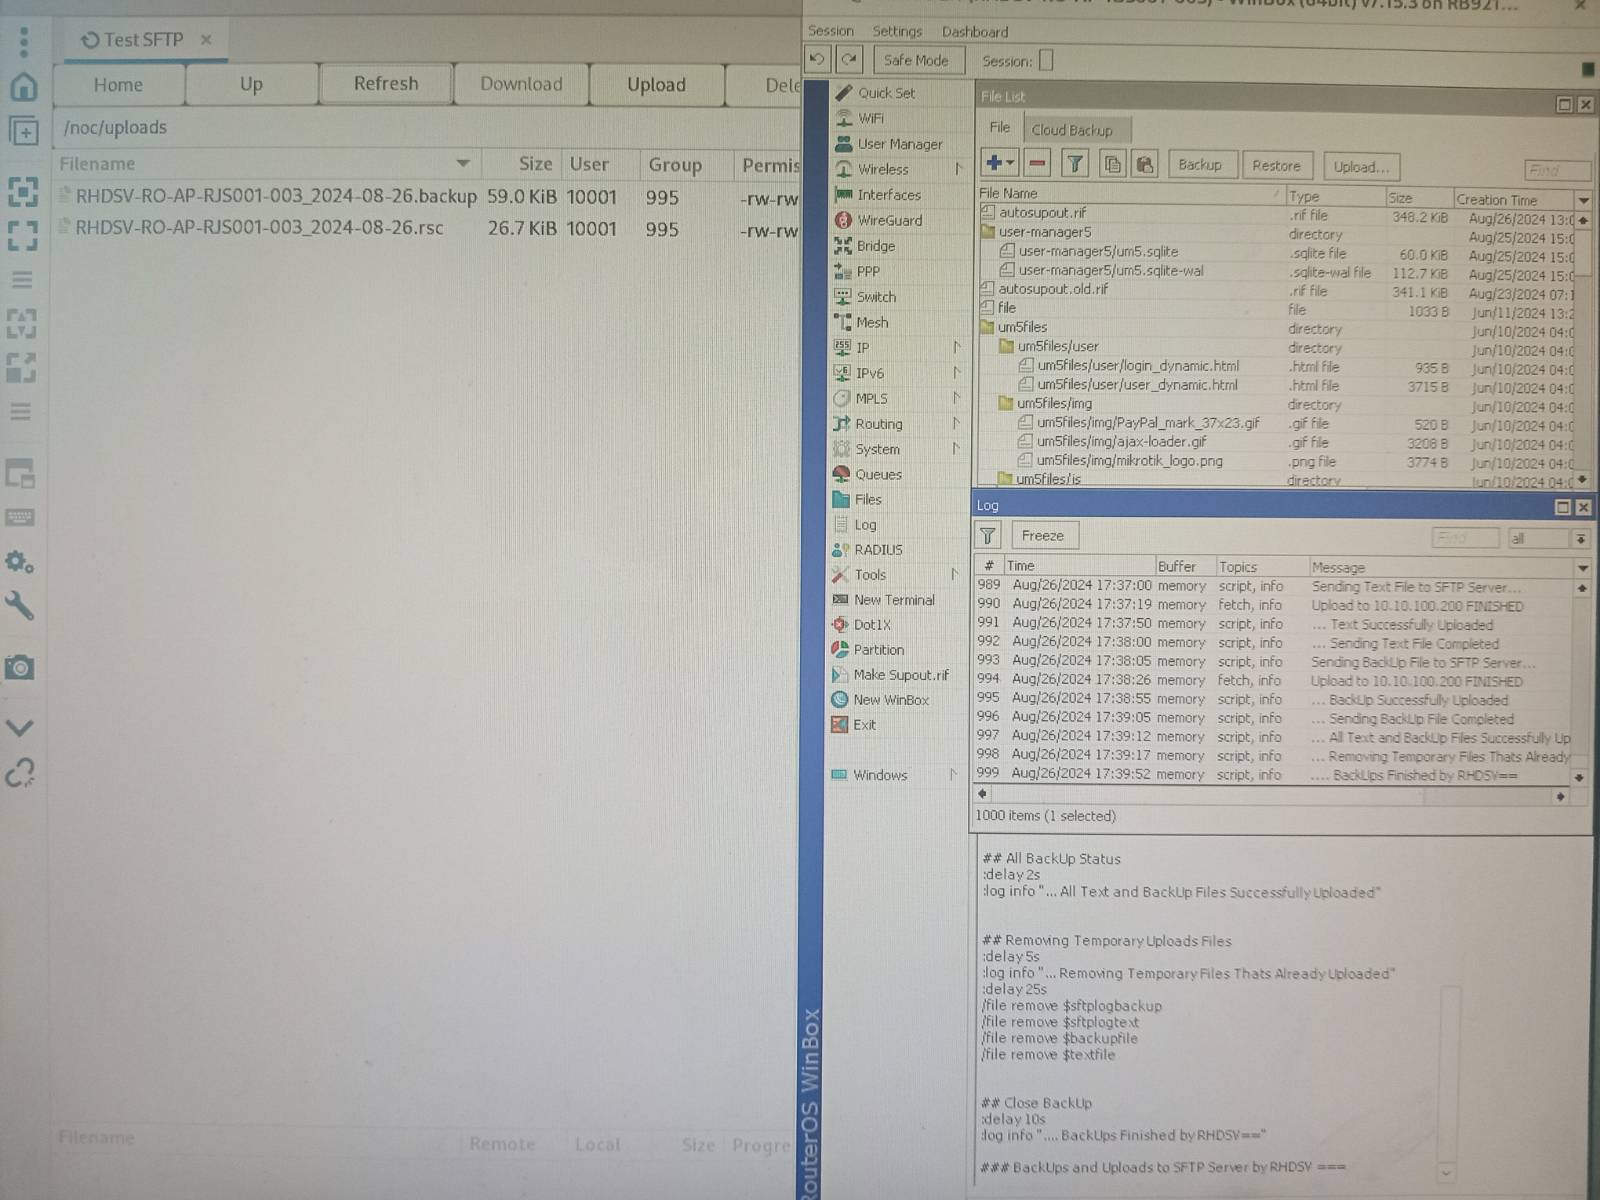 Test SFTP ×
Home Up Refresh Download Upload Dele
/noc/uploads
Filename Size User Group Permis
RHDSV-RO-AP-RJS001-003_2024-08-26.backup 59.0 KiB 10001 995 -rw-rw
RHDSV-RO-AP-RJS001-003_2024-08-26.rsc 26.7 KiB 10001 995 -rw-rw
Filename Remote Local Size Progre
RouterOS WinBox
Session Settings Dashboard
Safe Mode Session:
Quick Set
WiFi
User Manager
Wireless
Interfaces
WireGuard
Bridge
PPP
Switch
Mesh
IP
IPv6
MPLS
Routing
System
Queues
Files
Log
RADIUS
Tools
New Terminal
Dot1X
Partition
Make Supout.rif
New WinBox
Exit
Windows
File List
File Cloud Backup
Backup Restore Upload... Find
File Name Type Size Creation Time
autosupout.rif .rif file 348.2 KiB Aug/26/2024 13:0
user-manager5 directory Aug/25/2024 15:0
user-manager5/um5.sqlite .sqlite file 60.0 KiB Aug/25/2024 15:0
user-manager5/um5.sqlite-wal .sqlite-wal file 112.7 KiB Aug/25/2024 15:0
autosupout.old.rif .rif file 341.1 KiB Aug/23/2024 07:1
file file 1033 B Jun/11/2024 13:2
um5files directory Jun/10/2024 04:0
um5files/user directory Jun/10/2024 04:0
um5files/user/login_dynamic.html .html file 935 B Jun/10/2024 04:0
um5files/user/user_dynamic.html .html file 3715 B Jun/10/2024 04:0
um5files/img directory Jun/10/2024 04:0
um5files/img/PayPal_mark_37x23.gif .gif file 520 B Jun/10/2024 04:0
um5files/img/ajax-loader.gif .gif file 3208 B Jun/10/2024 04:0
um5files/img/mikrotik_logo.png .png file 3774 B Jun/10/2024 04:0
um5files/js directory Jun/10/2024 04:0
Log
Freeze Find all
# Time Buffer Topics Message
989 Aug/26/2024 17:37:00 memory script, info Sending Text File to SFTP Server...
990 Aug/26/2024 17:37:19 memory fetch, info Upload to 10.10.100.200 FINISHED
991 Aug/26/2024 17:37:50 memory script, info ... Text Successfully Uploaded
992 Aug/26/2024 17:38:00 memory script, info ... Sending Text File Completed
993 Aug/26/2024 17:38:05 memory script, info Sending BackUp File to SFTP Server...
994 Aug/26/2024 17:38:26 memory fetch, info Upload to 10.10.100.200 FINISHED
995 Aug/26/2024 17:38:55 memory script, info ... BackUp Successfully Uploaded
996 Aug/26/2024 17:39:05 memory script, info ... Sending BackUp File Completed
997 Aug/26/2024 17:39:12 memory script, info ... All Text and BackUp Files Successfully Up
998 Aug/26/2024 17:39:17 memory script, info ... Removing Temporary Files Thats Already
999 Aug/26/2024 17:39:52 memory script, info .... BackUps Finished by RHDSV==
1000 items (1 selected)
## All BackUp Status
:delay 2s
:log info "... All Text and BackUp Files Successfully Uploaded"
## Removing Temporary Uploads Files
:delay 5s
:log info "... Removing Temporary Files Thats Already Uploaded"
:delay 25s
/file remove $sftplogbackup
/file remove $sftplogtext
/file remove $backupfile
/file remove $textfile
## Close BackUp
:delay 10s
:log info ".... BackUps Finished by RHDSV=="
### BackUps and Uploads to SFTP Server by RHDSV ===